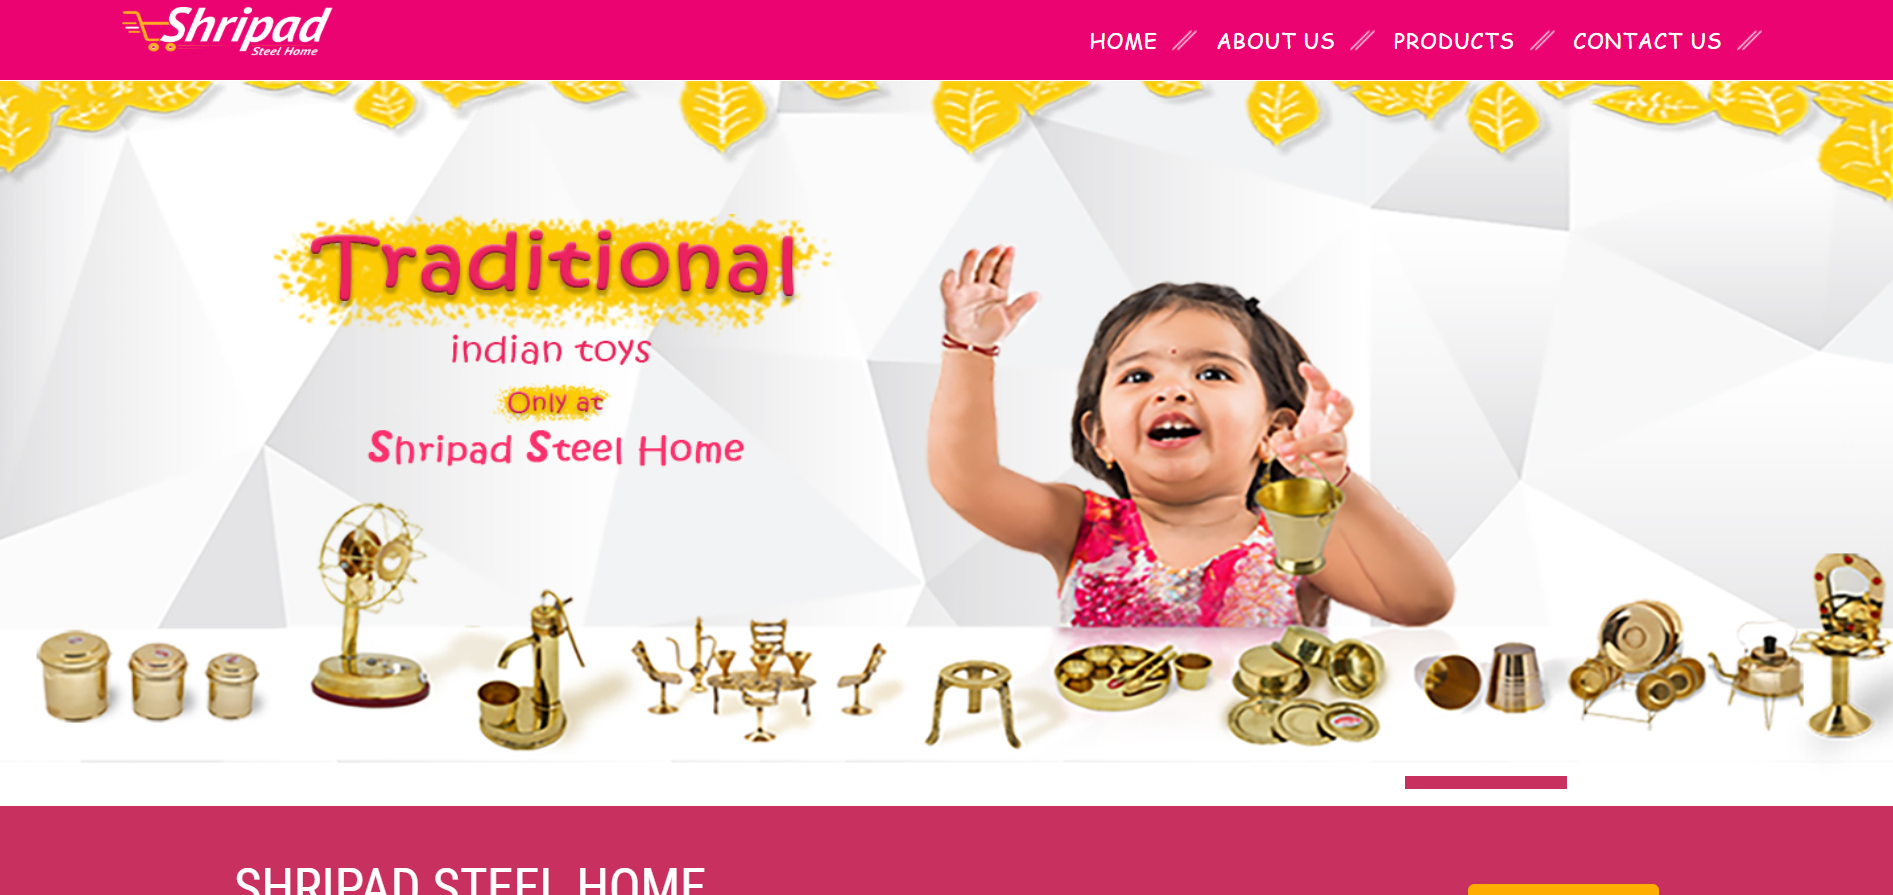 Shripad
Steel Home
HOME
ABOUT US
PRODUCTS
CONTACT US
Traditional
indian toys
Only at
Shripad Steel Home
SHRIPAD STEEL HOME